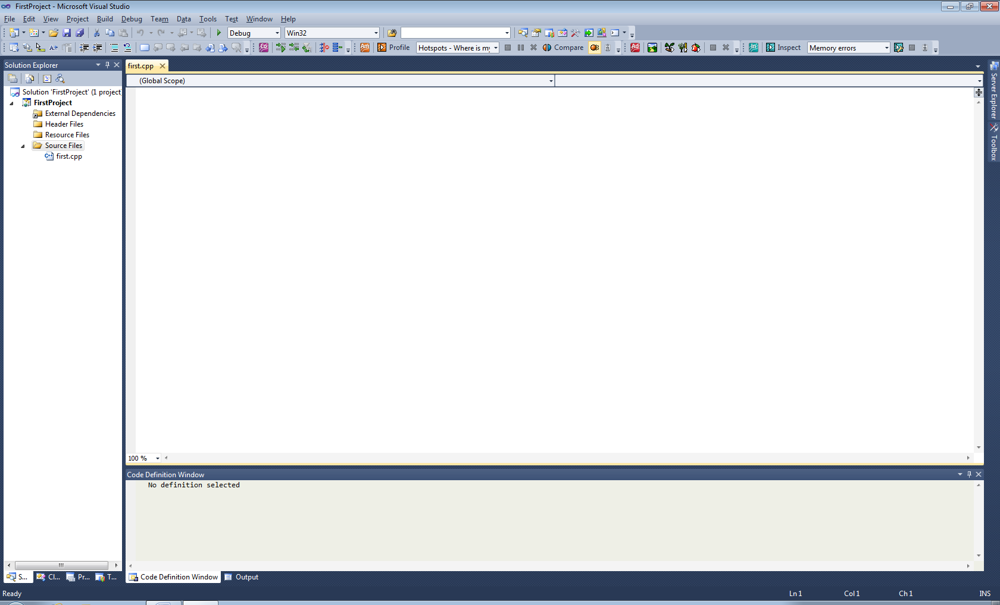 FirstProject - Microsoft Visual Studio
File Edit View Project Build Debug Team Data Tools Test Window Help
Debug Win32
Profile Hotspots - Where is my Compare Inspect Memory errors
Solution Explorer
first.cpp
(Global Scope)
Solution 'FirstProject' (1 project
FirstProject
External Dependencies
Header Files
Resource Files
Source Files
first.cpp
Server Explorer
Toolbox
100 %
Code Definition Window
No definition selected
S... Cl... Pr... T...
Code Definition Window Output
Ready Ln 1 Col 1 Ch 1 INS